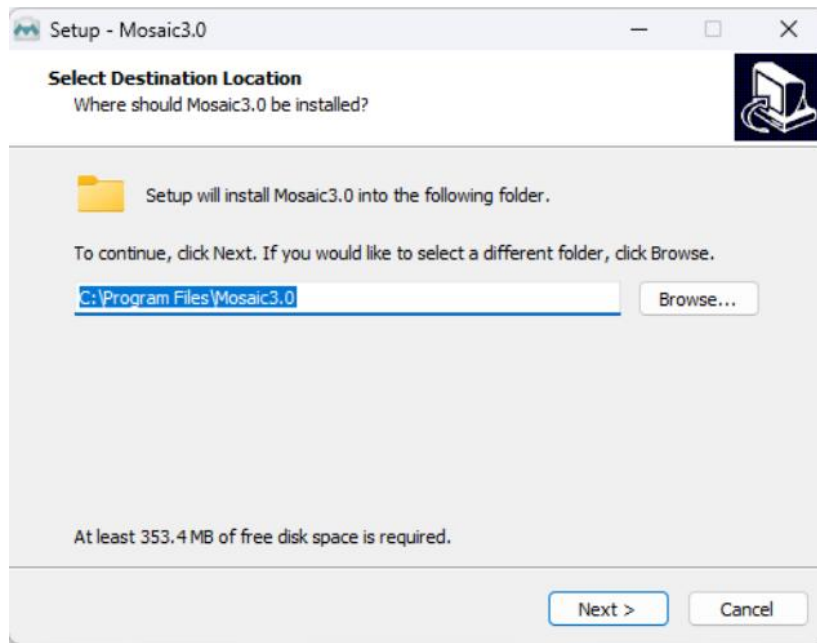 Setup - Mosaic3.0
Select Destination Location
Where should Mosaic3.0 be installed?
Setup will install Mosaic3.0 into the following folder.
To continue, click Next. If you would like to select a different folder, click Browse.
C:\Program Files\Mosaic3.0
Browse...
At least 353.4 MB of free disk space is required.
Next >
Cancel